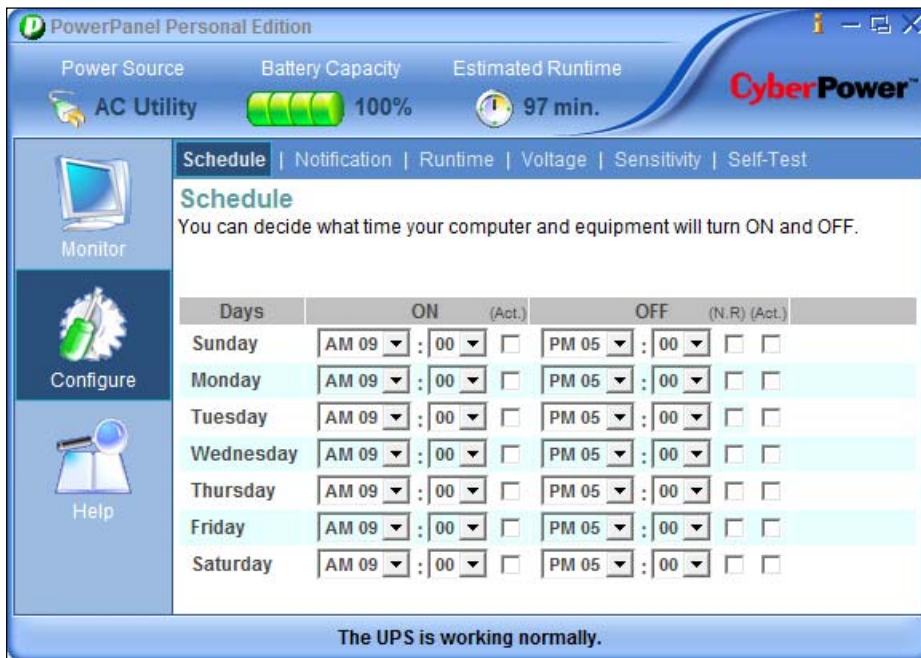 PowerPanel Personal Edition
Power Source Battery Capacity Estimated Runtime
AC Utility 100% 97 min.
CyberPower™
Schedule | Notification | Runtime | Voltage | Sensitivity | Self-Test
Schedule
You can decide what time your computer and equipment will turn ON and OFF.
Monitor
Configure
Help
Days ON (Act.) OFF (N.R) (Act.)
Sunday AM 09 : 00 PM 05 : 00
Monday AM 09 : 00 PM 05 : 00
Tuesday AM 09 : 00 PM 05 : 00
Wednesday AM 09 : 00 PM 05 : 00
Thursday AM 09 : 00 PM 05 : 00
Friday AM 09 : 00 PM 05 : 00
Saturday AM 09 : 00 PM 05 : 00
The UPS is working normally.